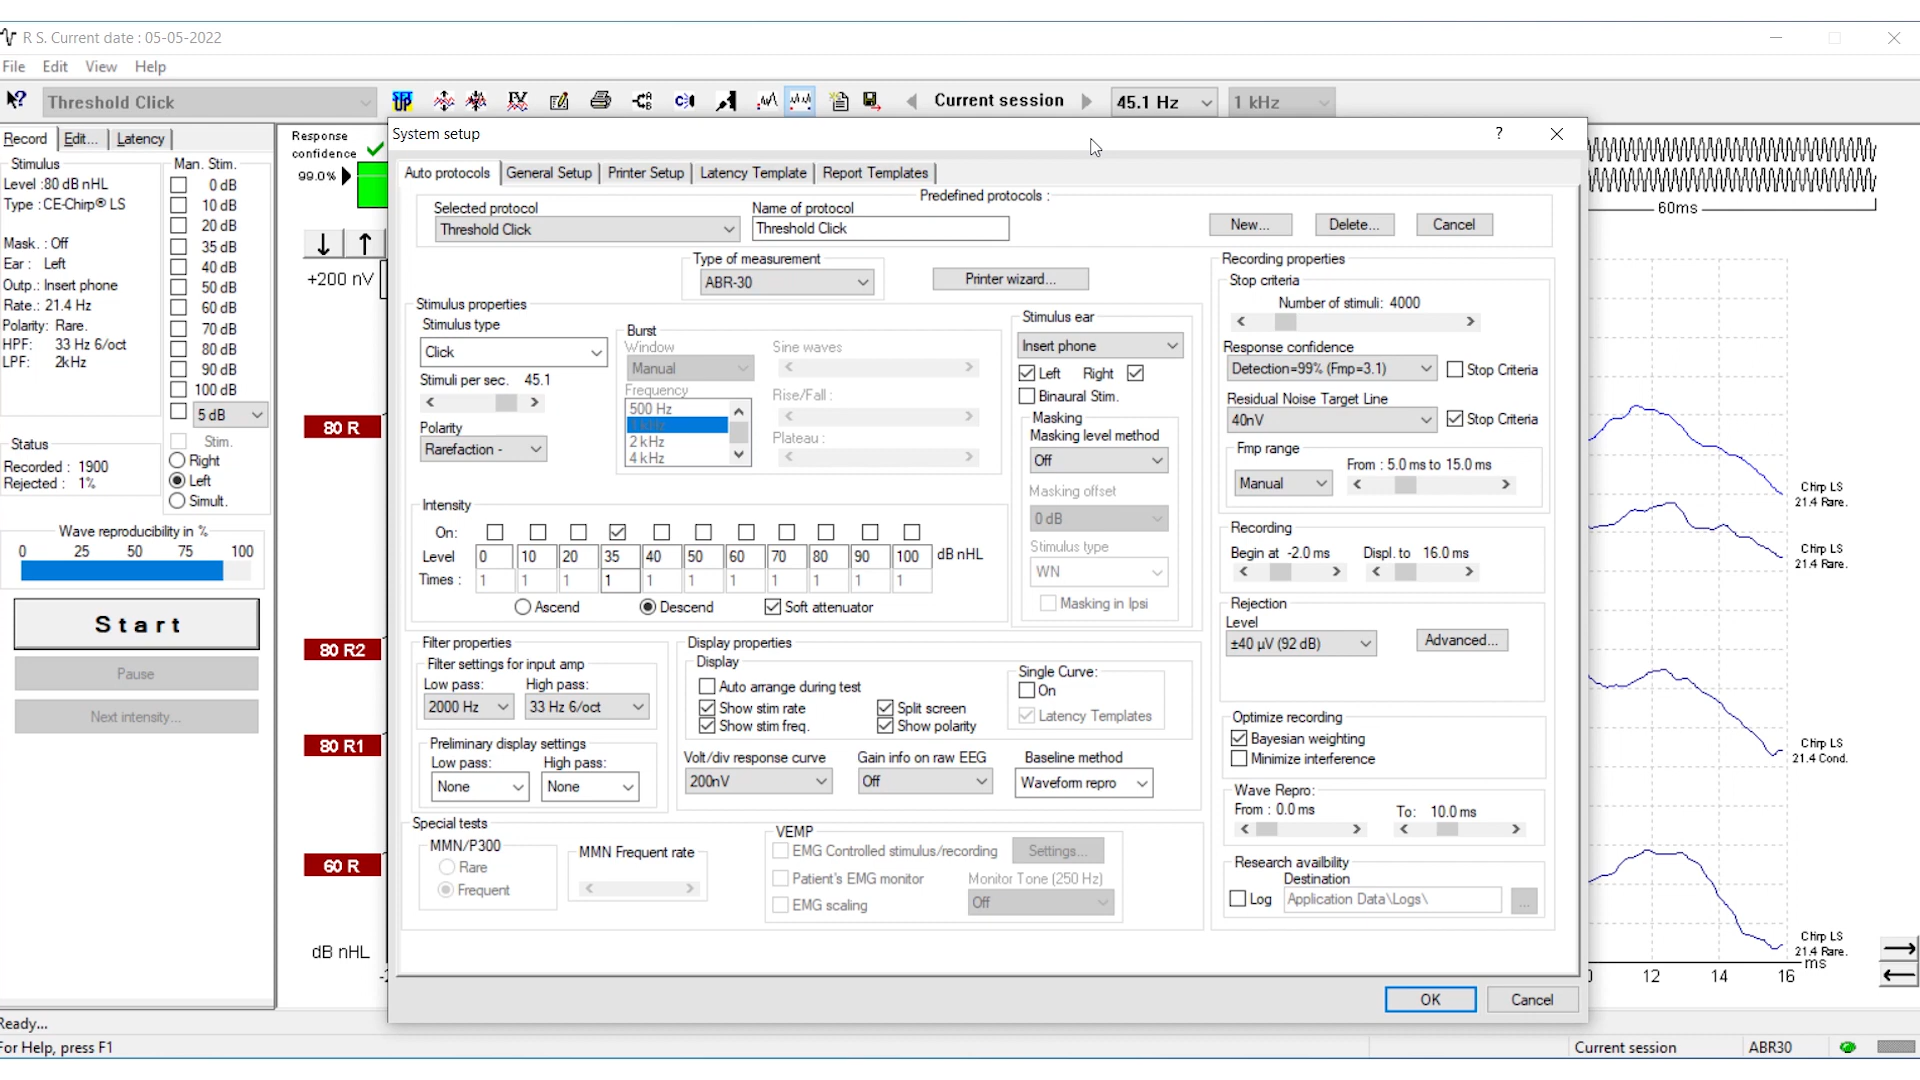 R S. Current date : 05-05-2022
File Edit View Help
Threshold Click
Current session
45.1 Hz
1 kHz
Record Edit... Latency
Stimulus
Level :80 dB nHL
Type :CE-Chirp® LS
Mask. : Off
Ear : Left
Outp.: Insert phone
Rate.: 21.4 Hz
Polarity: Rare.
HPF: 33 Hz 6/oct
LPF: 2kHz
Man. Stim.
0 dB
10 dB
20 dB
35 dB
40 dB
50 dB
60 dB
70 dB
80 dB
90 dB
100 dB
5 dB
Stim.
Right
Left
Simult.
Status
Recorded : 1900
Rejected : 1%
Wave reproducibility in %
0 25 50 75 100
Start
Pause
Next intensity...
Response
confidence
99.0%
+200 nV
80 R
80 R2
80 R1
60 R
dB nHL
System setup
?
Auto protocols General Setup Printer Setup Latency Template Report Templates
Predefined protocols :
Selected protocol
Threshold Click
Name of protocol
Threshold Click
New... Delete... Cancel
Type of measurement
ABR-30
Printer wizard...
Stimulus properties
Stimulus type
Click
Stimuli per sec. 45.1
Polarity
Rarefaction -
Burst
Window
Manual
Frequency
500 Hz
1 kHz
2 kHz
4 kHz
Sine waves
Rise/Fall :
Plateau :
Stimulus ear
Insert phone
Left Right
Binaural Stim.
Masking
Masking level method
Off
Masking offset
0 dB
Stimulus type
WN
Masking in Ipsi
Intensity
On:
Level 0 10 20 35 40 50 60 70 80 90 100 dB nHL
Times : 1 1 1 1 1 1 1 1 1 1 1
Ascend Descend Soft attenuator
Filter properties
Filter settings for input amp
Low pass: High pass:
2000 Hz 33 Hz 6/oct
Preliminary display settings
Low pass: High pass:
None None
Display properties
Display
Auto arrange during test
Show stim rate Split screen
Show stim freq. Show polarity
Single Curve:
On
Latency Templates
Volt/div response curve
200nV
Gain info on raw EEG
Off
Baseline method
Waveform repro
Special tests
MMN/P300
Rare
Frequent
MMN Frequent rate
VEMP
EMG Controlled stimulus/recording Settings...
Patient's EMG monitor Monitor Tone (250 Hz)
EMG scaling Off
Recording properties
Stop criteria
Number of stimuli: 4000
Response confidence
Detection=99% (Fmp=3.1) Stop Criteria
Residual Noise Target Line
40nV Stop Criteria
Fmp range
Manual From : 5.0 ms to 15.0 ms
Recording
Begin at -2.0 ms Displ. to 16.0 ms
Rejection
Level
±40 µV (92 dB) Advanced...
Optimize recording
Bayesian weighting
Minimize interference
Wave Repro:
From : 0.0 ms To: 10.0 ms
Research availbility
Destination
Log Application Data\Logs\ ...
OK Cancel
60ms
Chrp LS
21.4 Rare.
Chrp LS
21.4 Rare.
Chrp LS
21.4 Cond.
Chrp LS
21.4 Rare.
ms
12 14 16
Ready...
For Help, press F1
Current session ABR30